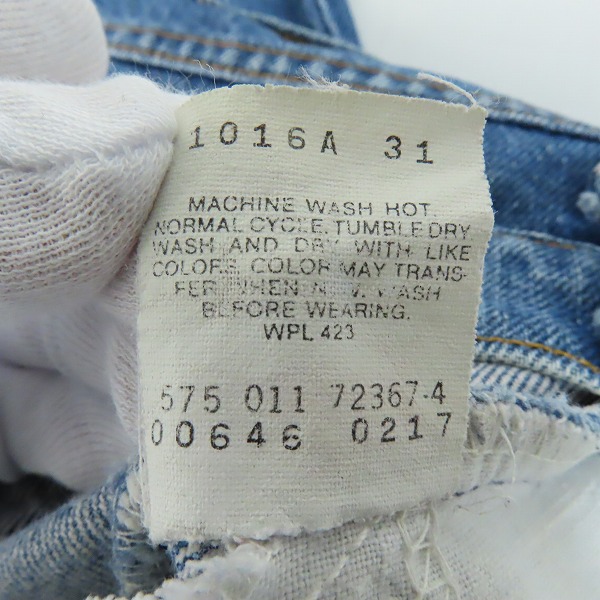 1016A 31
MACHINE WASH HOT.
NORMAL CYCLE. TUMBLE DRY
WASH AND DRY WITH LIKE
COLORS. COLOR MAY TRANS-
FER WHEN WASH
BEFORE WEARING.
WPL 423
575 011 72367-4
00646 0217